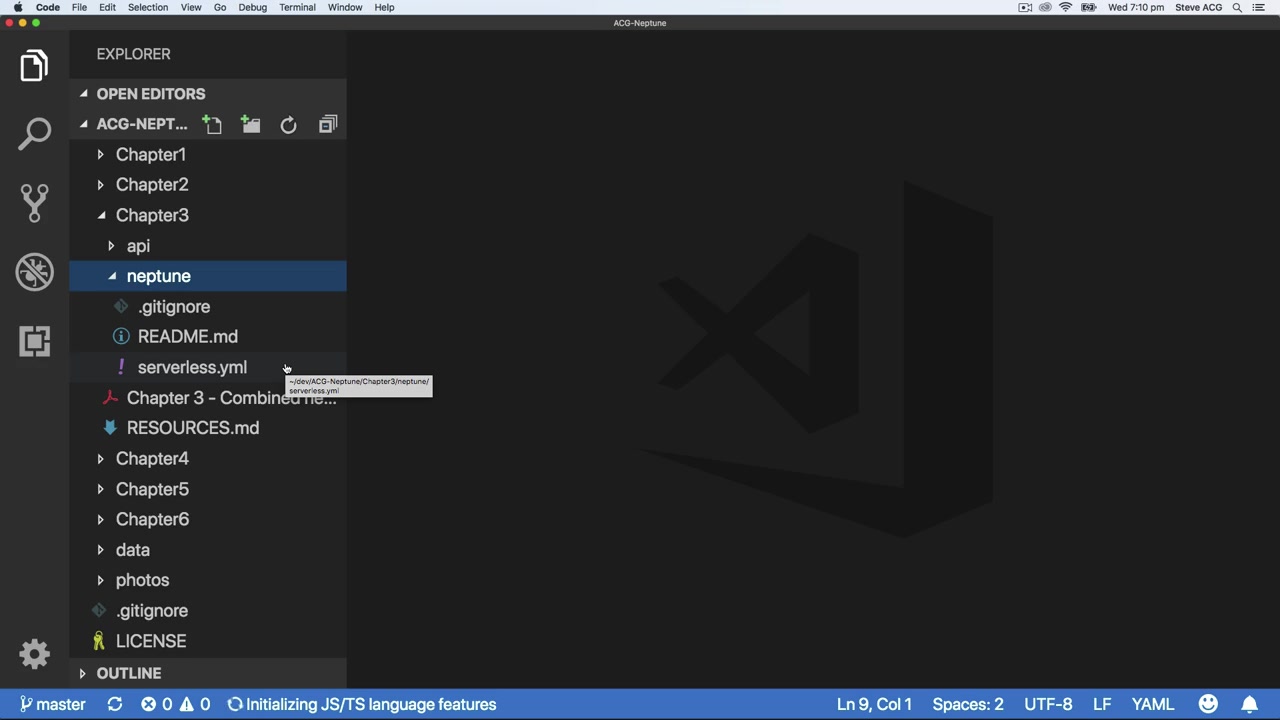 Code File Edit Selection View Go Debug Terminal Window Help Wed 7:10 pm Steve ACG
ACG-Neptune
EXPLORER
OPEN EDITORS
ACG-NEPT...
Chapter1
Chapter2
Chapter3
api
neptune
.gitignore
README.md
serverless.yml
~/dev/ACG-Neptune/Chapter3/neptune/
serverless.yml
Chapter 3 - Combined ne...
RESOURCES.md
Chapter4
Chapter5
Chapter6
data
photos
.gitignore
LICENSE
OUTLINE
master 0 0 Initializing JS/TS language features Ln 9, Col 1 Spaces: 2 UTF-8 LF YAML